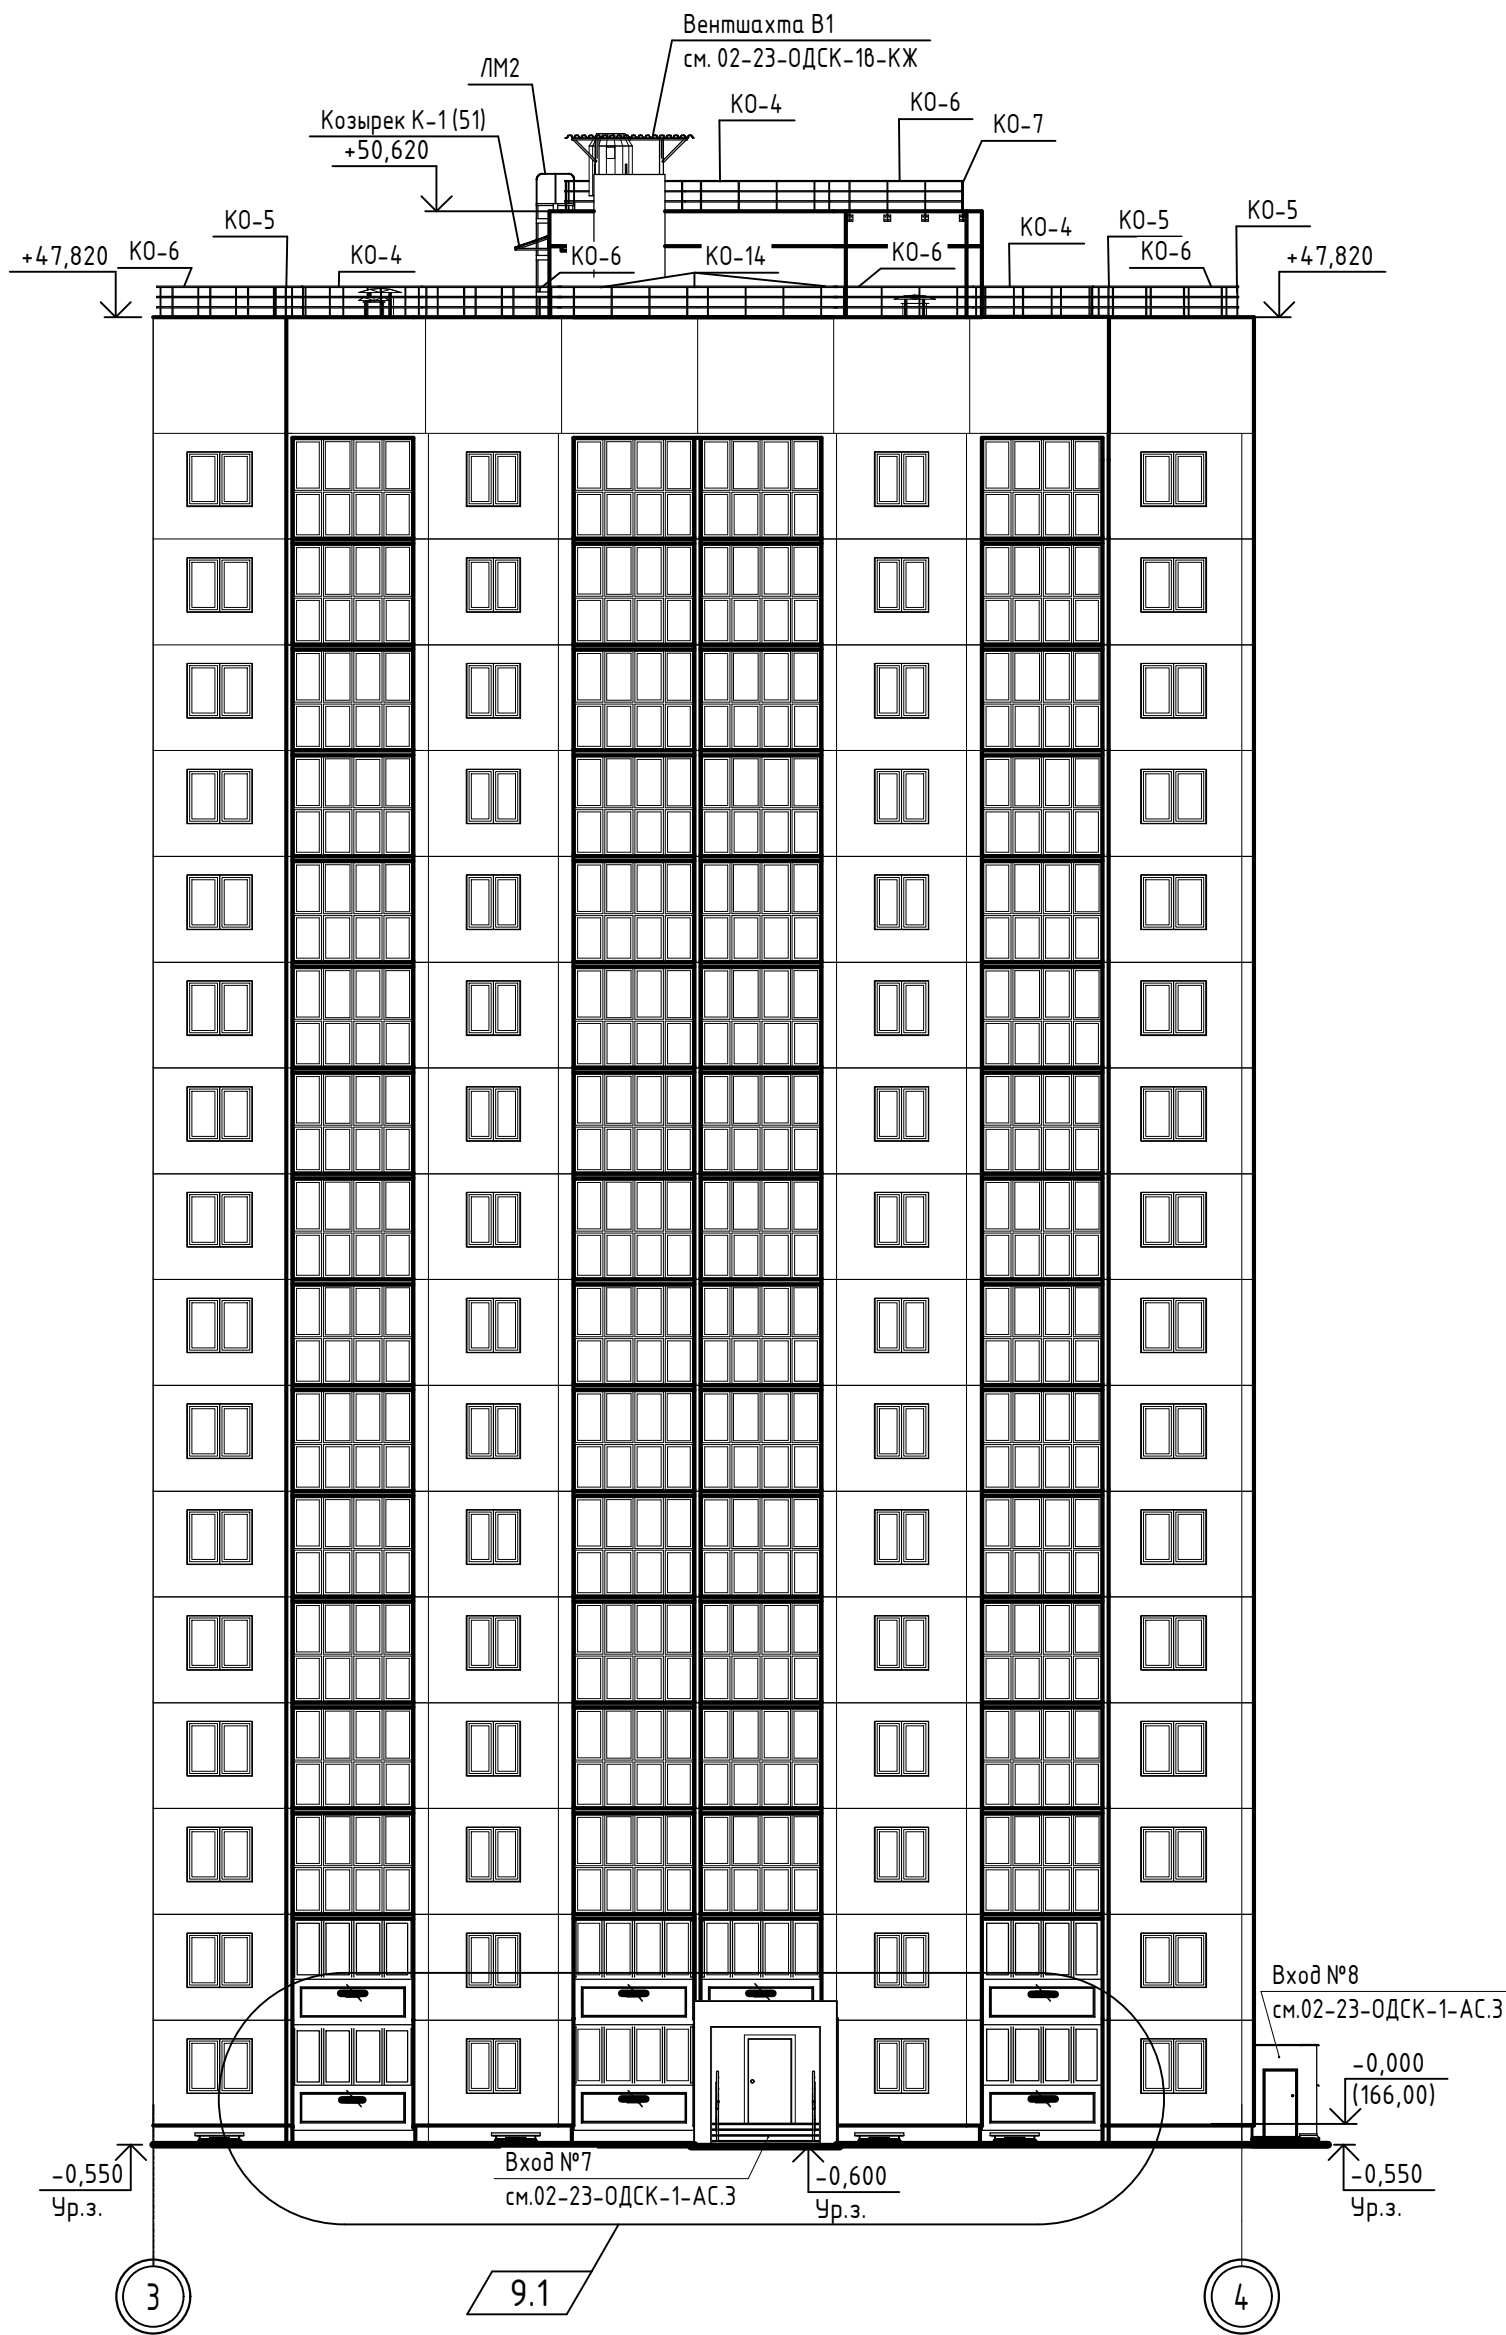 Вентшахта В1
см. 02-23-ОДСК-1в-КЖ
ЛМ2
Козырек К-1 (51)
+50,620
КО-4
КО-6
КО-7
КО-5
КО-6
+47,820
КО-4
КО-6
КО-14
КО-6
КО-4
КО-5
КО-6
КО-5
+47,820
Вход №8
см.02-23-ОДСК-1-АС.3
-0,000
(166,00)
-0,550
Ур.з.
Вход №7
см.02-23-ОДСК-1-АС.3
-0,600
Ур.з.
-0,550
Ур.з.
3
9.1
4